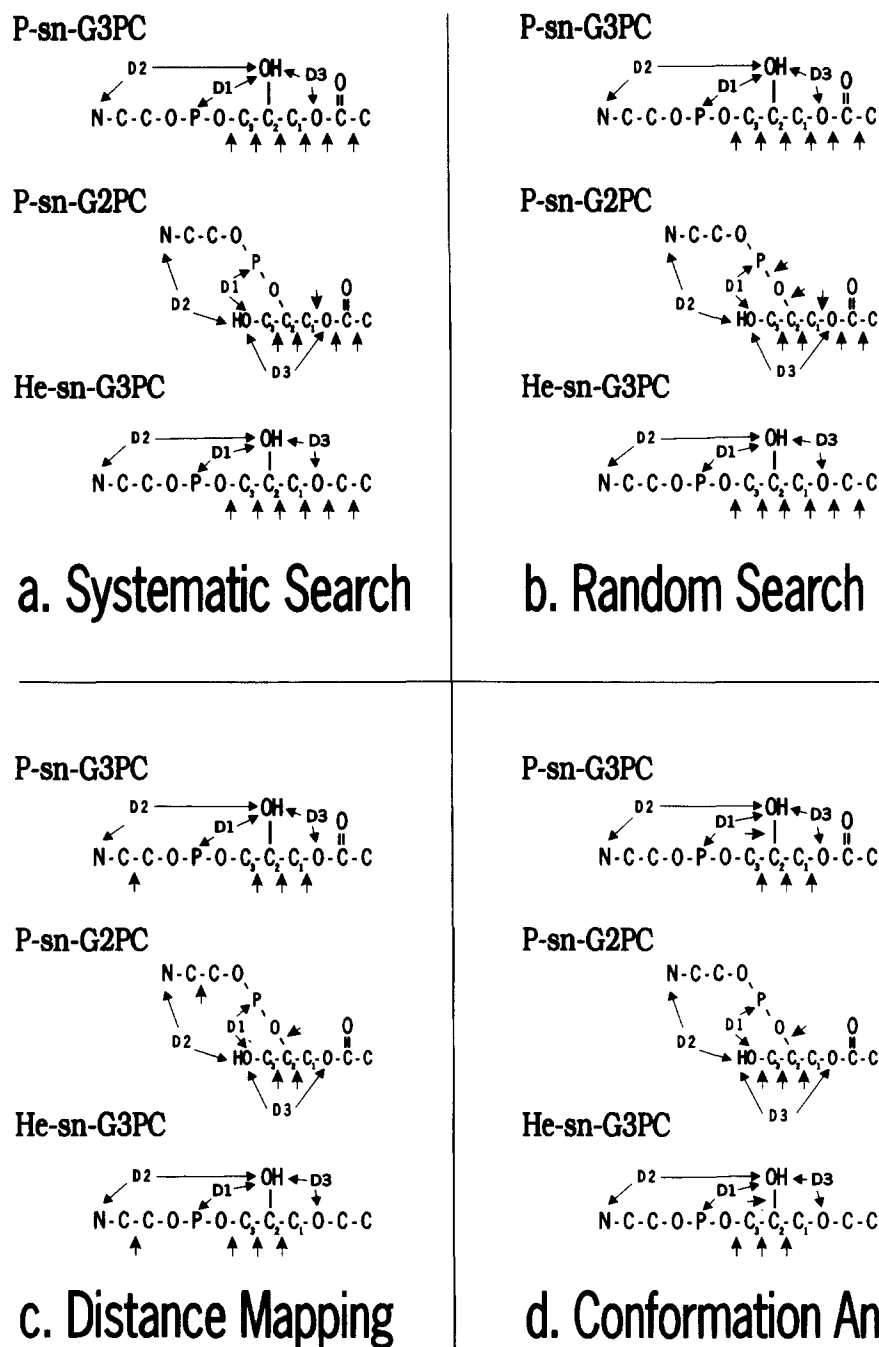 P-sn-G3PC
O
D2 OH D3
D1
N-C-C-O-P-O-C3-C2-C1-O-C-C
P-sn-G2PC
N-C-C-O
P
D1 O O
D2
HO-C3-C2-C1-O-C-C
D3
He-sn-G3PC
D2 OH D3
D1
N-C-C-O-P-O-C3-C2-C1-O-C-C
a. Systematic Search
P-sn-G3PC
O
D2 OH D3
D1
N-C-C-O-P-O-C3-C2-C1-O-C-C
P-sn-G2PC
N-C-C-O
P
D1 O O
D2
HO-C3-C2-C1-O-C-C
D3
He-sn-G3PC
D2 OH D3
D1
N-C-C-O-P-O-C3-C2-C1-O-C-C
b. Random Search
P-sn-G3PC
D2 OH D3 O
D1
N-C-C-O-P-O-C3-C2-C1-O-C-C
P-sn-G2PC
N-C-C-O
P
D1 O O
D2
HO-C3-C2-C1-O-C-C
D3
He-sn-G3PC
D2 OH D3
D1
N-C-C-O-P-O-C3-C2-C1-O-C-C
c. Distance Mapping
P-sn-G3PC
D2 OH D3 O
D1
N-C-C-O-P-O-C3-C2-C1-O-C-C
P-sn-G2PC
N-C-C-O
P
D1 O O
D2
HO-C3-C2-C1-O-C-C
D3
He-sn-G3PC
D2 OH D3
D1
N-C-C-O-P-O-C3-C2-C1-O-C-C
d. Conformation An